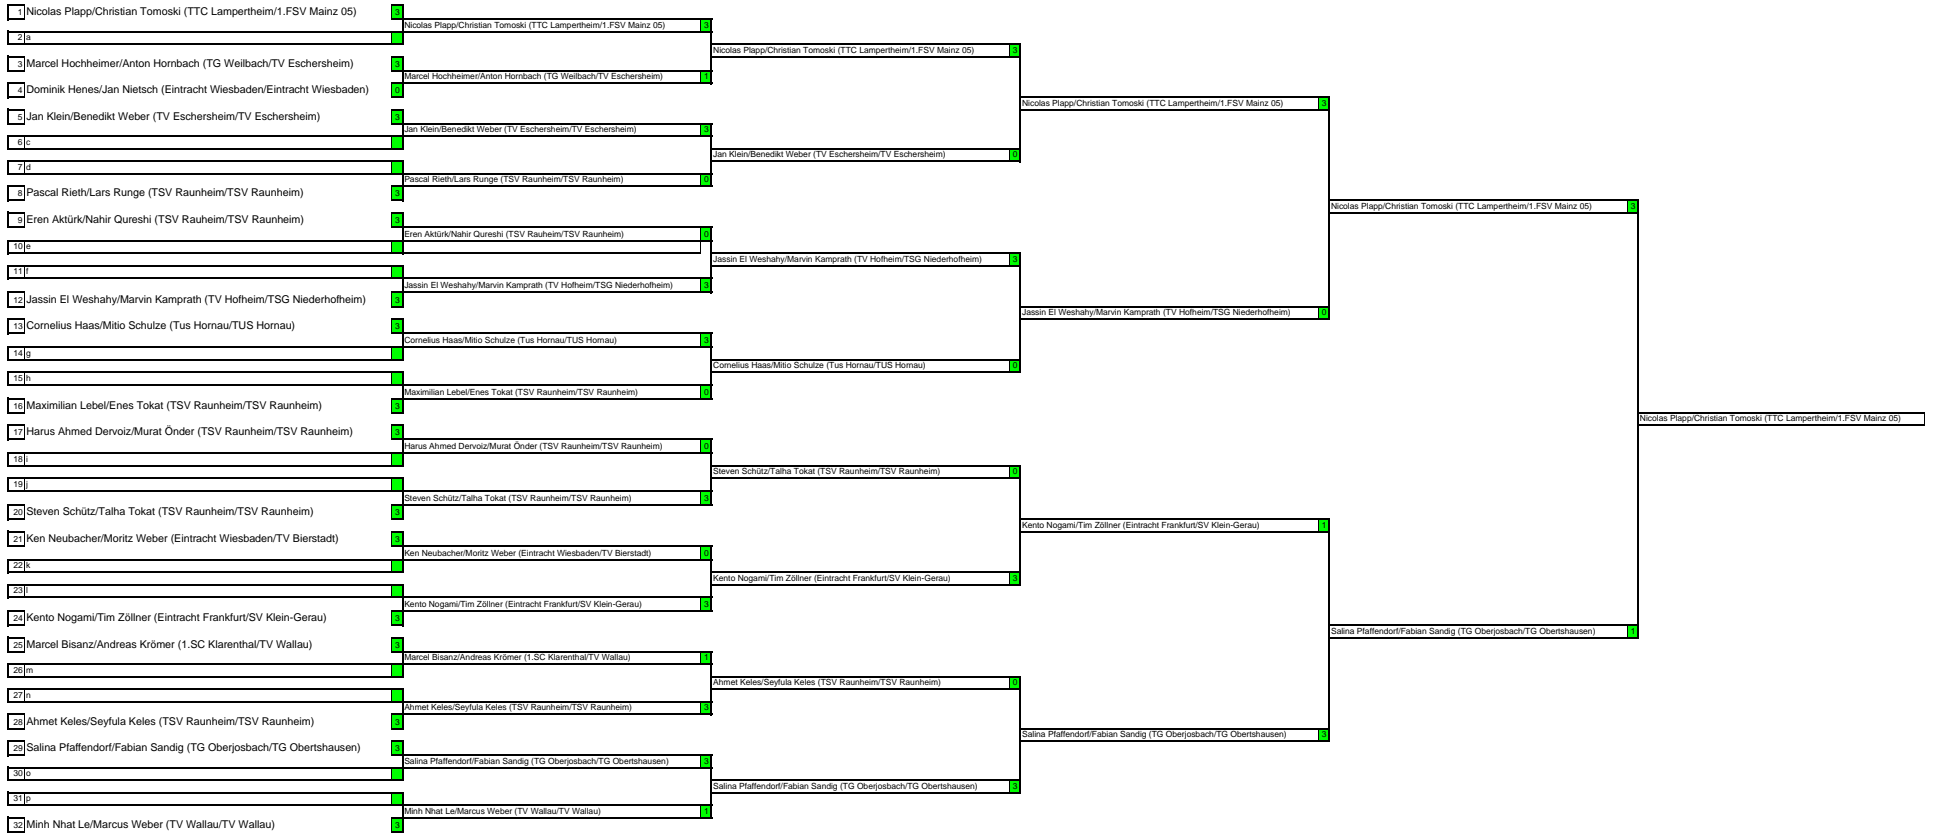 1 Nicolas Plapp/Christian Tomoski (TTC Lampertheim/1.FSV Mainz 05) 3
2 a
3 Marcel Hochheimer/Anton Hornbach (TG Weilbach/TV Eschersheim) 3
4 Dominik Henes/Jan Nietsch (Eintracht Wiesbaden/Eintracht Wiesbaden) 0
5 Jan Klein/Benedikt Weber (TV Eschersheim/TV Eschersheim) 3
6 c
7 d
8 Pascal Rieth/Lars Runge (TSV Raunheim/TSV Raunheim) 3
9 Eren Aktürk/Nahir Qureshi (TSV Rauheim/TSV Raunheim) 3
10 e
11 f
12 Jassin El Weshahy/Marvin Kamprath (TV Hofheim/TSG Niederhofheim) 3
13 Cornelius Haas/Mitio Schulze (Tus Hornau/TUS Hornau) 3
14 g
15 h
16 Maximilian Lebel/Enes Tokat (TSV Raunheim/TSV Raunheim) 3
17 Harus Ahmed Dervoiz/Murat Önder (TSV Raunheim/TSV Raunheim) 3
18 i
19 j
20 Steven Schütz/Talha Tokat (TSV Raunheim/TSV Raunheim) 3
21 Ken Neubacher/Moritz Weber (Eintracht Wiesbaden/TV Bierstadt) 3
22 k
23 l
24 Kento Nogami/Tim Zöllner (Eintracht Frankfurt/SV Klein-Gerau) 3
25 Marcel Bisanz/Andreas Krömer (1.SC Klarenthal/TV Wallau) 3
26 m
27 n
28 Ahmet Keles/Seyfula Keles (TSV Raunheim/TSV Raunheim) 3
29 Salina Pfaffendorf/Fabian Sandig (TG Oberjosbach/TG Obertshausen) 3
30 o
31 p
32 Minh Nhat Le/Marcus Weber (TV Wallau/TV Wallau) 3
Nicolas Plapp/Christian Tomoski (TTC Lampertheim/1.FSV Mainz 05) 3
Marcel Hochheimer/Anton Hornbach (TG Weilbach/TV Eschersheim) 1
Jan Klein/Benedikt Weber (TV Eschersheim/TV Eschersheim) 3
Pascal Rieth/Lars Runge (TSV Raunheim/TSV Raunheim) 0
Eren Aktürk/Nahir Qureshi (TSV Rauheim/TSV Raunheim) 0
Jassin El Weshahy/Marvin Kamprath (TV Hofheim/TSG Niederhofheim) 3
Cornelius Haas/Mitio Schulze (Tus Hornau/TUS Hornau) 3
Maximilian Lebel/Enes Tokat (TSV Raunheim/TSV Raunheim) 0
Harus Ahmed Dervoiz/Murat Önder (TSV Raunheim/TSV Raunheim) 0
Steven Schütz/Talha Tokat (TSV Raunheim/TSV Raunheim) 3
Ken Neubacher/Moritz Weber (Eintracht Wiesbaden/TV Bierstadt) 0
Kento Nogami/Tim Zöllner (Eintracht Frankfurt/SV Klein-Gerau) 3
Marcel Bisanz/Andreas Krömer (1.SC Klarenthal/TV Wallau) 1
Ahmet Keles/Seyfula Keles (TSV Raunheim/TSV Raunheim) 3
Salina Pfaffendorf/Fabian Sandig (TG Oberjosbach/TG Obertshausen) 3
Minh Nhat Le/Marcus Weber (TV Wallau/TV Wallau) 1
Nicolas Plapp/Christian Tomoski (TTC Lampertheim/1.FSV Mainz 05) 3
Jan Klein/Benedikt Weber (TV Eschersheim/TV Eschersheim) 0
Jassin El Weshahy/Marvin Kamprath (TV Hofheim/TSG Niederhofheim) 3
Cornelius Haas/Mitio Schulze (Tus Hornau/TUS Hornau) 0
Steven Schütz/Talha Tokat (TSV Raunheim/TSV Raunheim) 0
Kento Nogami/Tim Zöllner (Eintracht Frankfurt/SV Klein-Gerau) 3
Ahmet Keles/Seyfula Keles (TSV Raunheim/TSV Raunheim) 0
Salina Pfaffendorf/Fabian Sandig (TG Oberjosbach/TG Obertshausen) 3
Nicolas Plapp/Christian Tomoski (TTC Lampertheim/1.FSV Mainz 05) 3
Jassin El Weshahy/Marvin Kamprath (TV Hofheim/TSG Niederhofheim) 0
Kento Nogami/Tim Zöllner (Eintracht Frankfurt/SV Klein-Gerau) 1
Salina Pfaffendorf/Fabian Sandig (TG Oberjosbach/TG Obertshausen) 3
Nicolas Plapp/Christian Tomoski (TTC Lampertheim/1.FSV Mainz 05) 3
Salina Pfaffendorf/Fabian Sandig (TG Oberjosbach/TG Obertshausen) 1
Nicolas Plapp/Christian Tomoski (TTC Lampertheim/1.FSV Mainz 05)